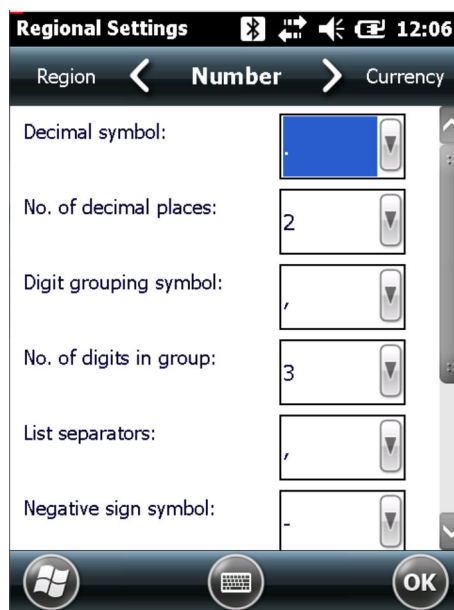 Regional Settings 12:06
Region Number Currency
Decimal symbol: .
No. of decimal places: 2
Digit grouping symbol: ,
No. of digits in group: 3
List separators: ,
Negative sign symbol: -
OK